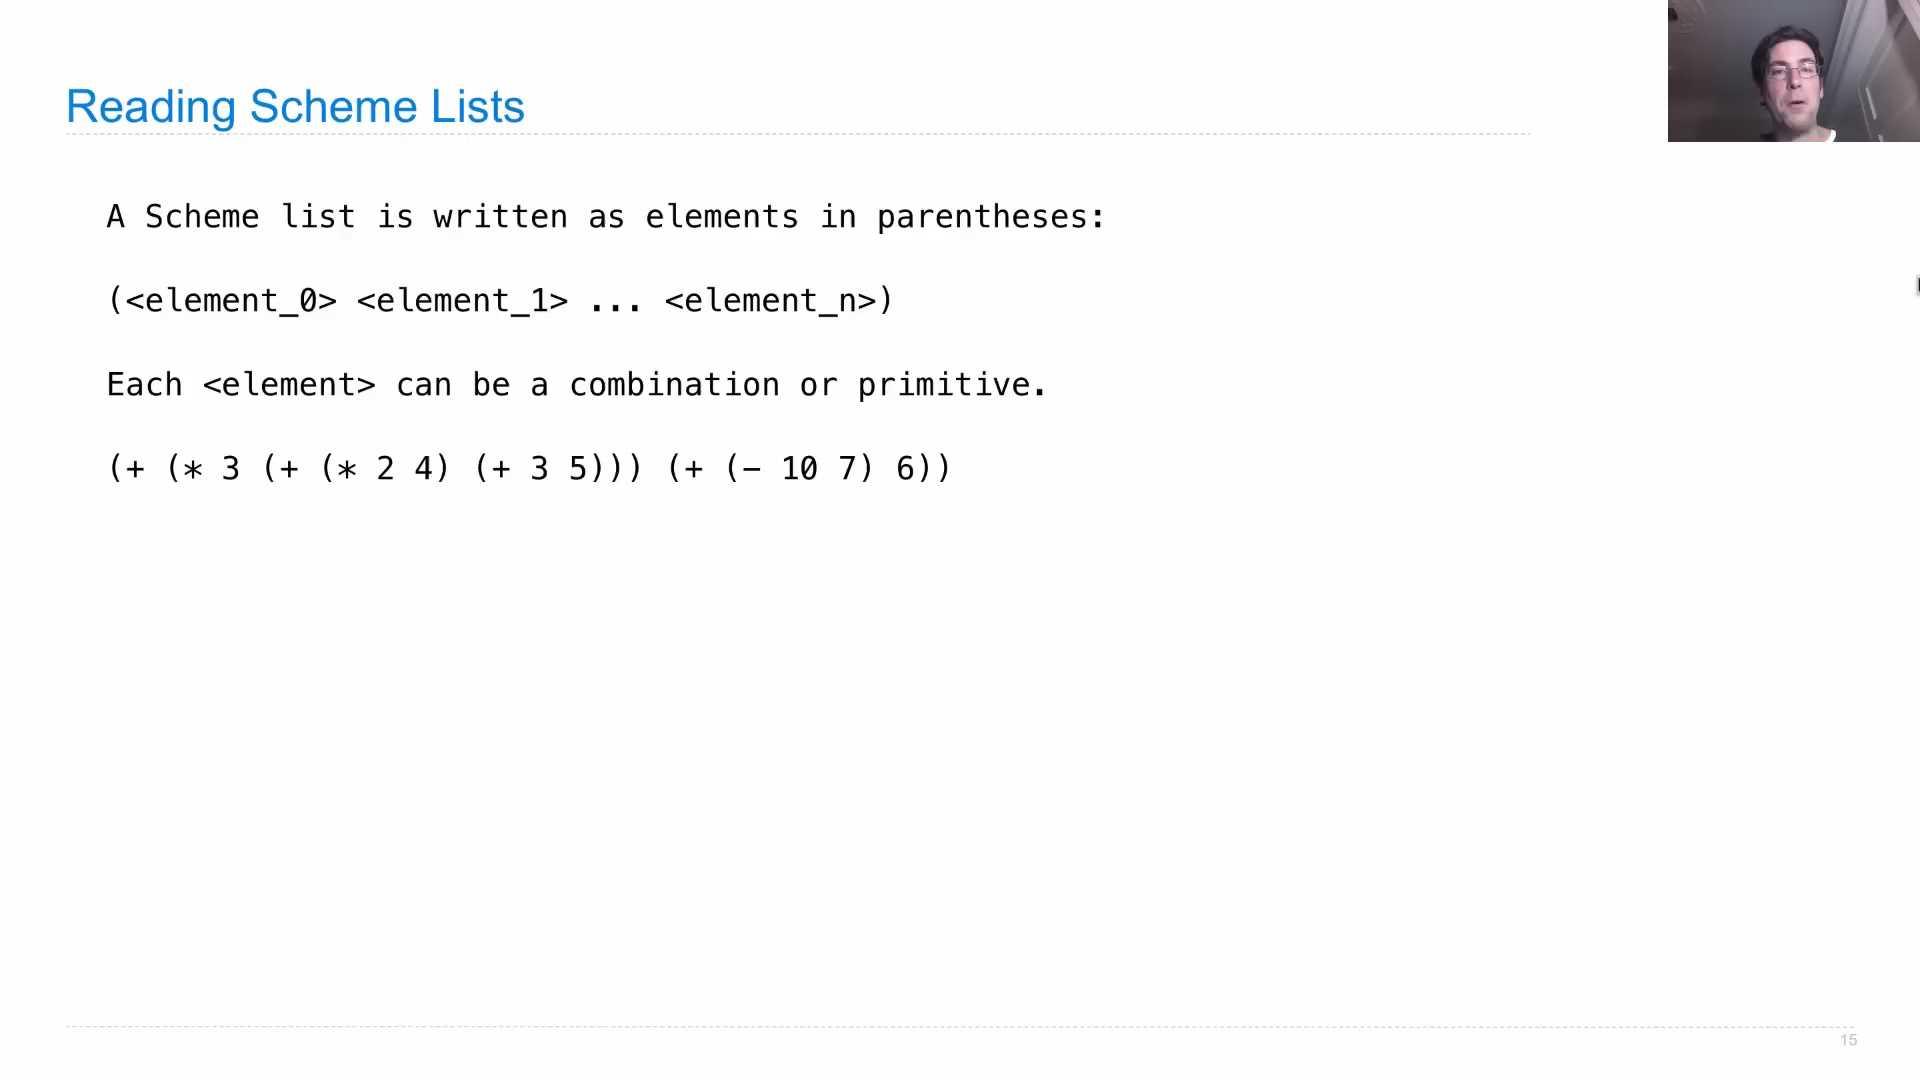 Reading Scheme Lists
A Scheme list is written as elements in parentheses:
(<element_0> <element_1> ... <element_n>)
Each <element> can be a combination or primitive.
(+ (* 3 (+ (* 2 4) (+ 3 5))) (+ (- 10 7) 6))
15